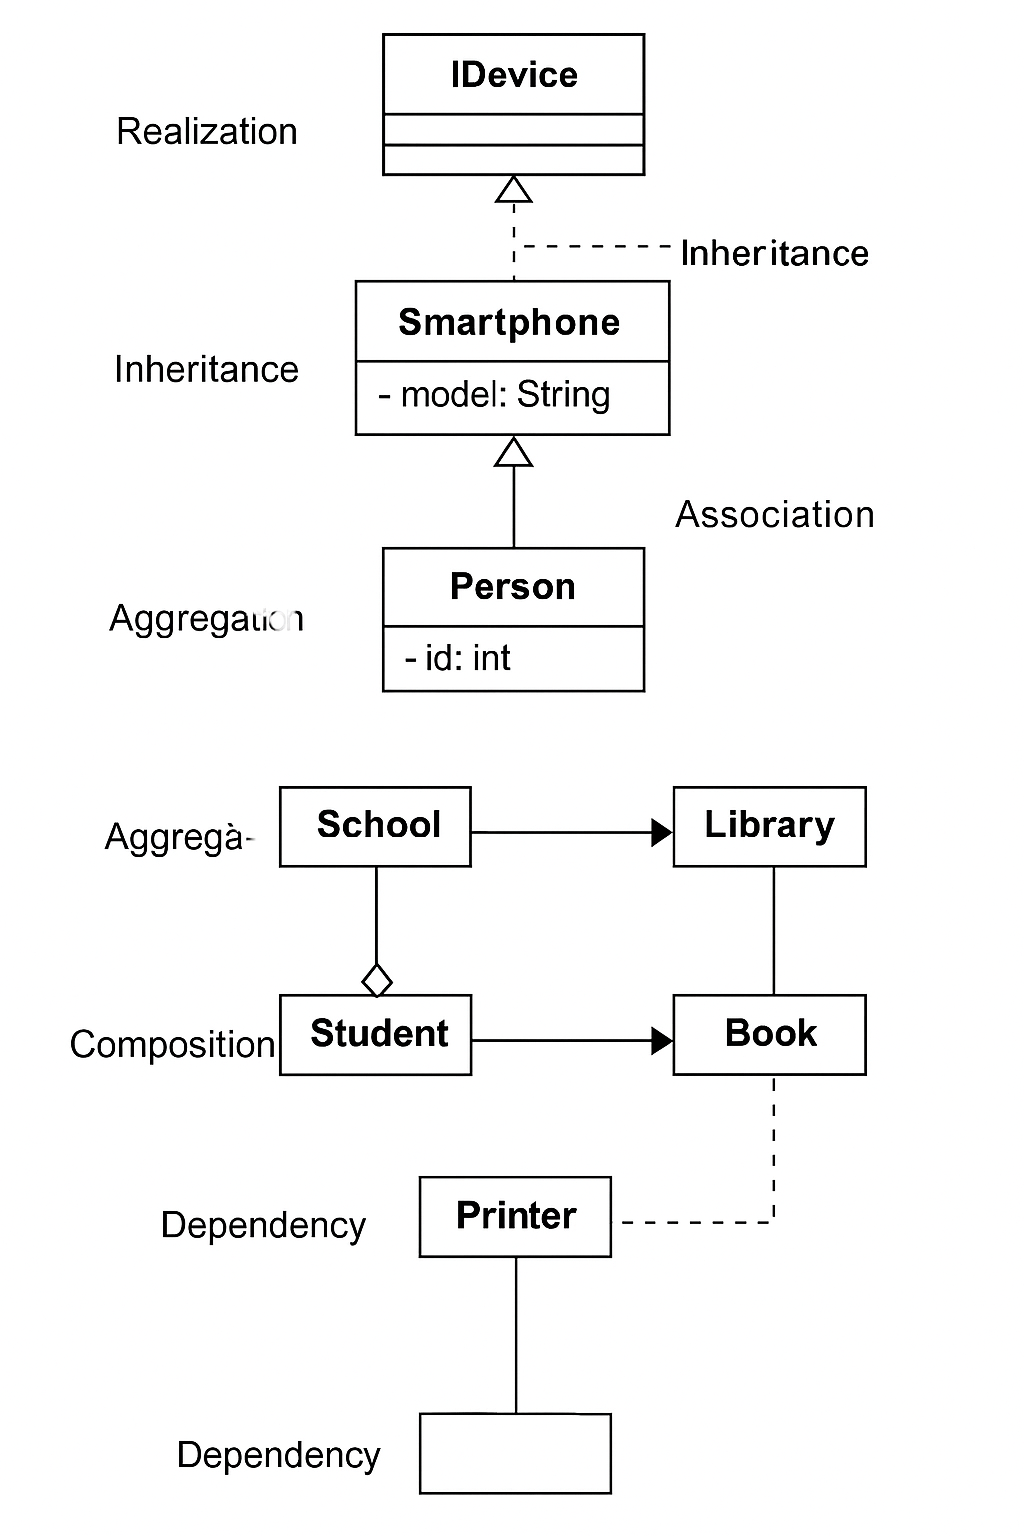 IDevice
Realization
Inheritance
Smartphone
Inheritance
- model: String
Association
Person
Aggregation
- id: int
School
Library
Aggregà-
Student
Book
Composition
Printer
Dependency
Dependency